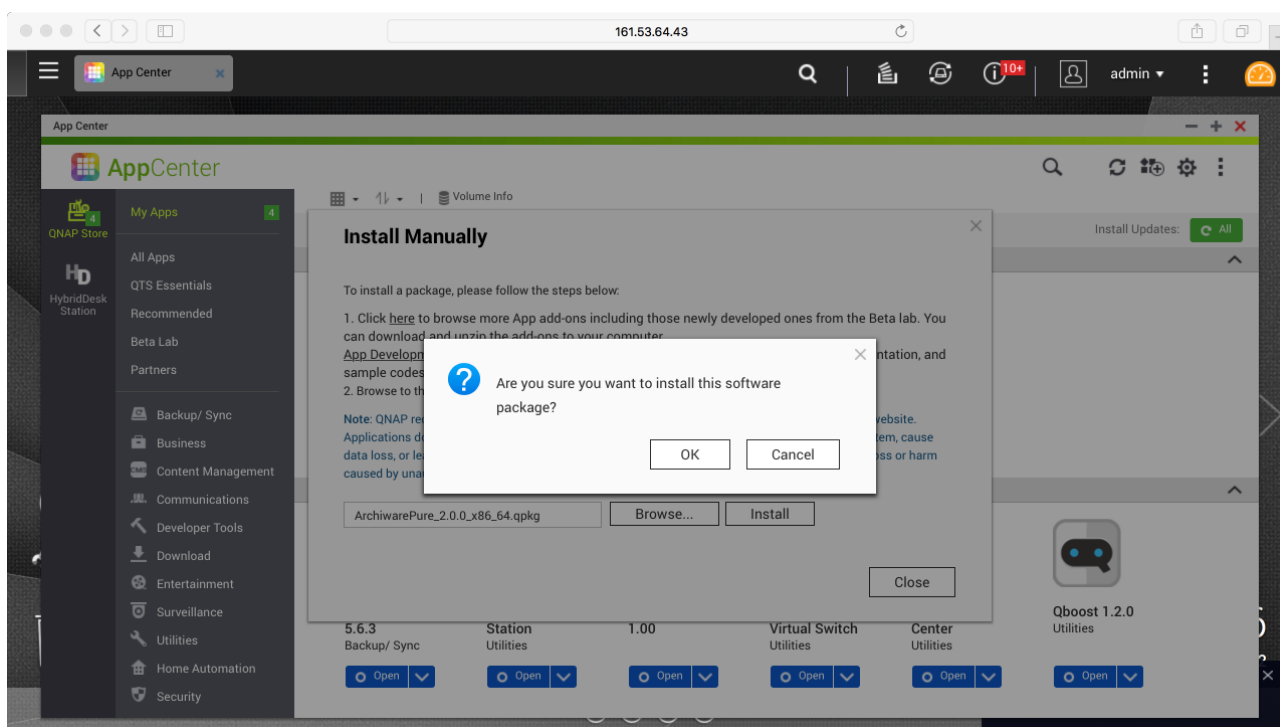 161.53.64.43
App Center
10+
admin
App Center
AppCenter
Volume Info
4
QNAP Store
My Apps 4
Install Updates: All
Install Manually
All Apps
HD
HybridDesk
Station
QTS Essentials
Recommended
Beta Lab
Partners
Backup/ Sync
Business
Content Management
Communications
Developer Tools
Download
Entertainment
Surveillance
Utilities
Home Automation
Security
To install a package, please follow the steps below:
1. Click here to browse more App add-ons including those newly developed ones from the Beta lab. You
can download and unzip the add-ons to your computer.
App Developm ntation, and
sample codes
2. Browse to th
Note: QNAP re website.
Applications d tem, cause
data loss, or le ss or harm
caused by una
Are you sure you want to install this software
package?
OK Cancel
ArchiwarePure_2.0.0_x86_64.qpkg Browse... Install
Close
5.6.3
Backup/ Sync
Open
Station
Utilities
Open
1.00
Open
Virtual Switch
Utilities
Open
Center
Utilities
Open
Qboost 1.2.0
Utilities
Open